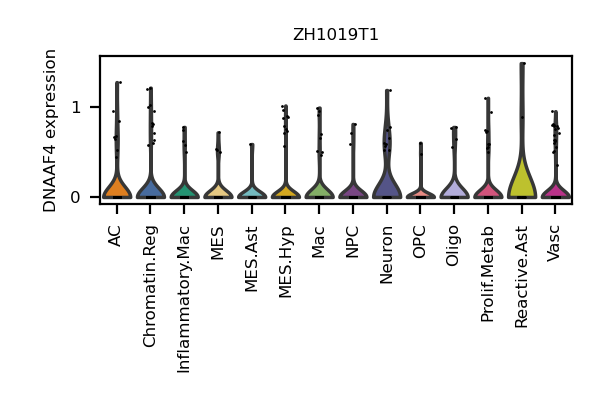 ZH1019T1
DNAAF4 expression
1
0
AC
Chromatin.Reg
Inflammatory.Mac
MES
MES.Ast
MES.Hyp
Mac
NPC
Neuron
OPC
Oligo
Prolif.Metab
Reactive.Ast
Vasc